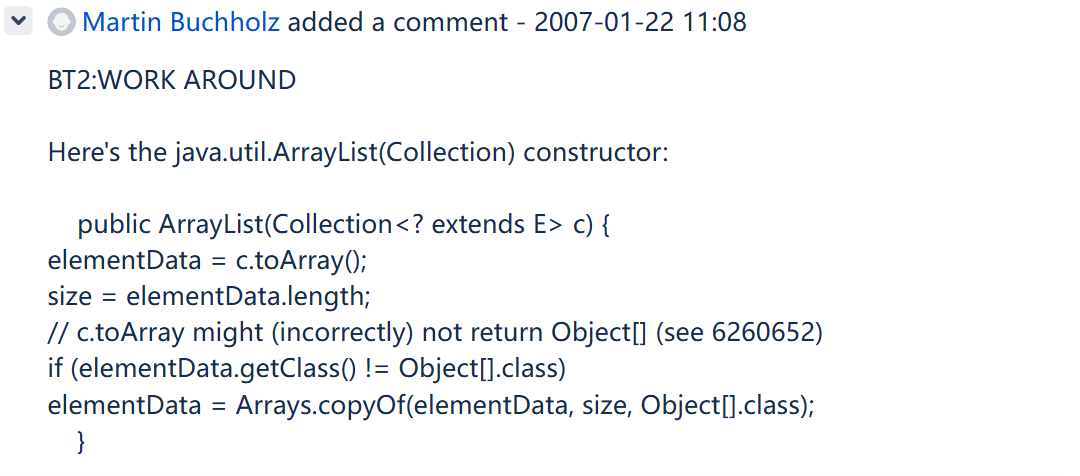 Martin Buchholz added a comment - 2007-01-22 11:08
BT2:WORK AROUND
Here's the java.util.ArrayList(Collection) constructor:
public ArrayList(Collection<? extends E> c) {
elementData = c.toArray();
size = elementData.length;
// c.toArray might (incorrectly) not return Object[] (see 6260652)
if (elementData.getClass() != Object[].class)
elementData = Arrays.copyOf(elementData, size, Object[].class);
}